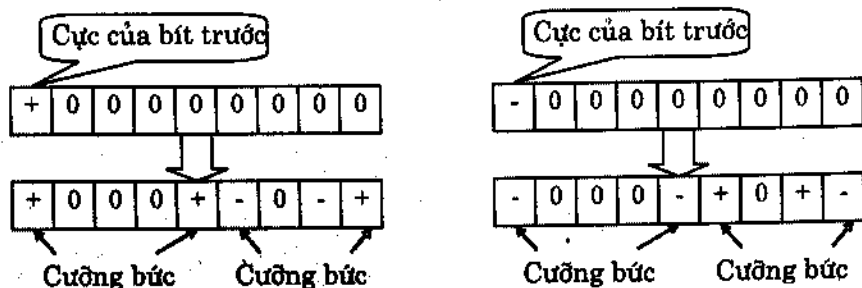 Cực của bít trước Cực của bít trước
+ 0 0 0 0 0 0 0 0 - 0 0 0 0 0 0 0 0
+ 0 0 0 + - 0 - + - 0 0 0 - + 0 + -
Cưỡng bức Cưỡng bức Cưỡng bức Cưỡng bức